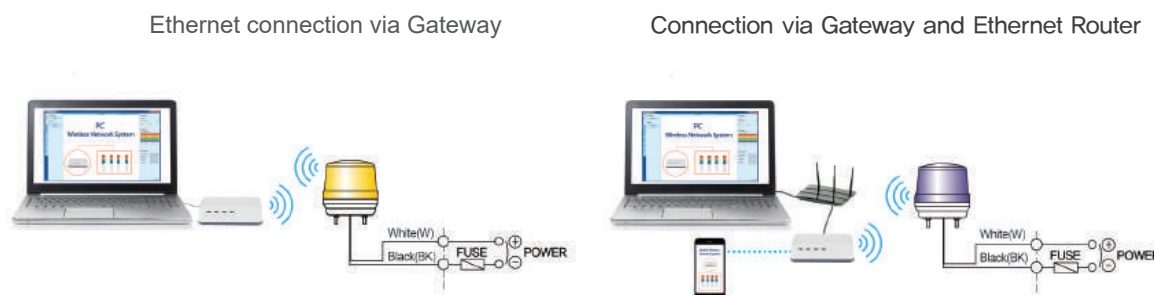 Ethernet connection via Gateway
Connection via Gateway and Ethernet Router
PC
Wireless Network System
White(W)
Black(BK)
FUSE
POWER
PC
Wireless Network System
White(W)
Black(BK)
FUSE
POWER